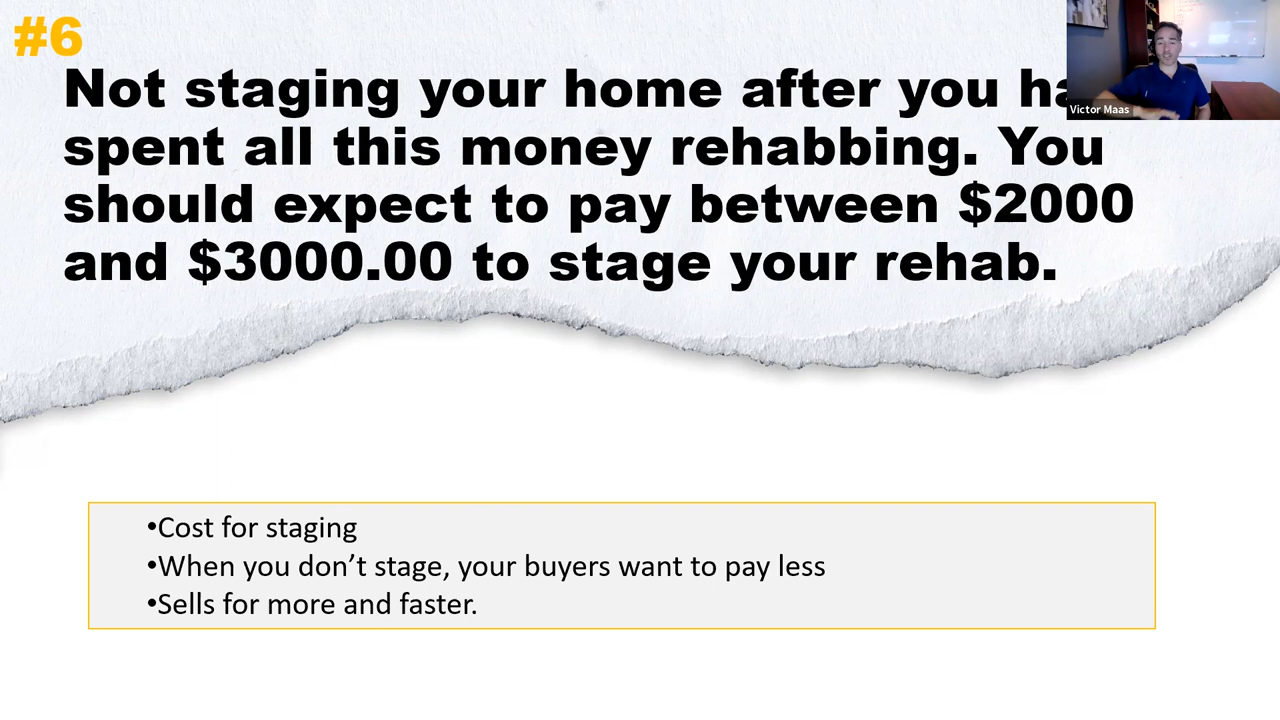 #6
Not staging your home after you ha
spent all this money rehabbing. You
should expect to pay between $2000
and $3000.00 to stage your rehab.
Victor Maas
•Cost for staging
•When you don’t stage, your buyers want to pay less
•Sells for more and faster.